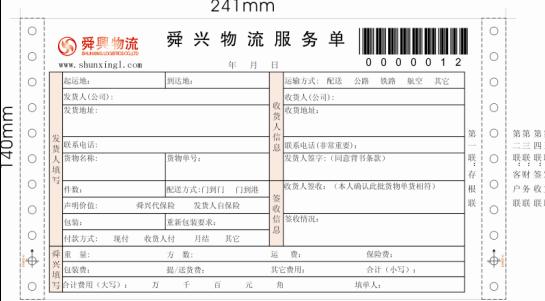 241mm
140mm
舜興物流
SHUNXINGLOGISTICSCO.,LTD
www.shunxingl.com
舜兴物流服务单
0 0 0 0 0 1 2
年 月 日
起运地： 到达地： 运输方式： 配送 公路 铁路 航空 其它
发货人填写
发货人(公司)：
发货地址：
联系电话：
货物名称： 货物单号：
件数： 配送方式：门到门 门到港
声明价值： 舜兴代保险 发货人自保险
包装： 重新包装要求：
付款方式： 现付 收货人付 月结 其它
收货人信息
收货人(公司)：
收货地址：
联系电话(非常重要)：
发货人签字：(同意背书条款)
签收信息
收货人签收：（本人确认此批货物单货相符）
签收情况：
舜兴填写
重 量： 方 数： 运 费： 保险费：
包装费： 提/送货费： 其它费用： 合计（小写)：
合计费用（大写)： 万 千 百 元 角 填单人：
第一联存根联
第二联：客户联
第三联：财务联
第四联：签收联